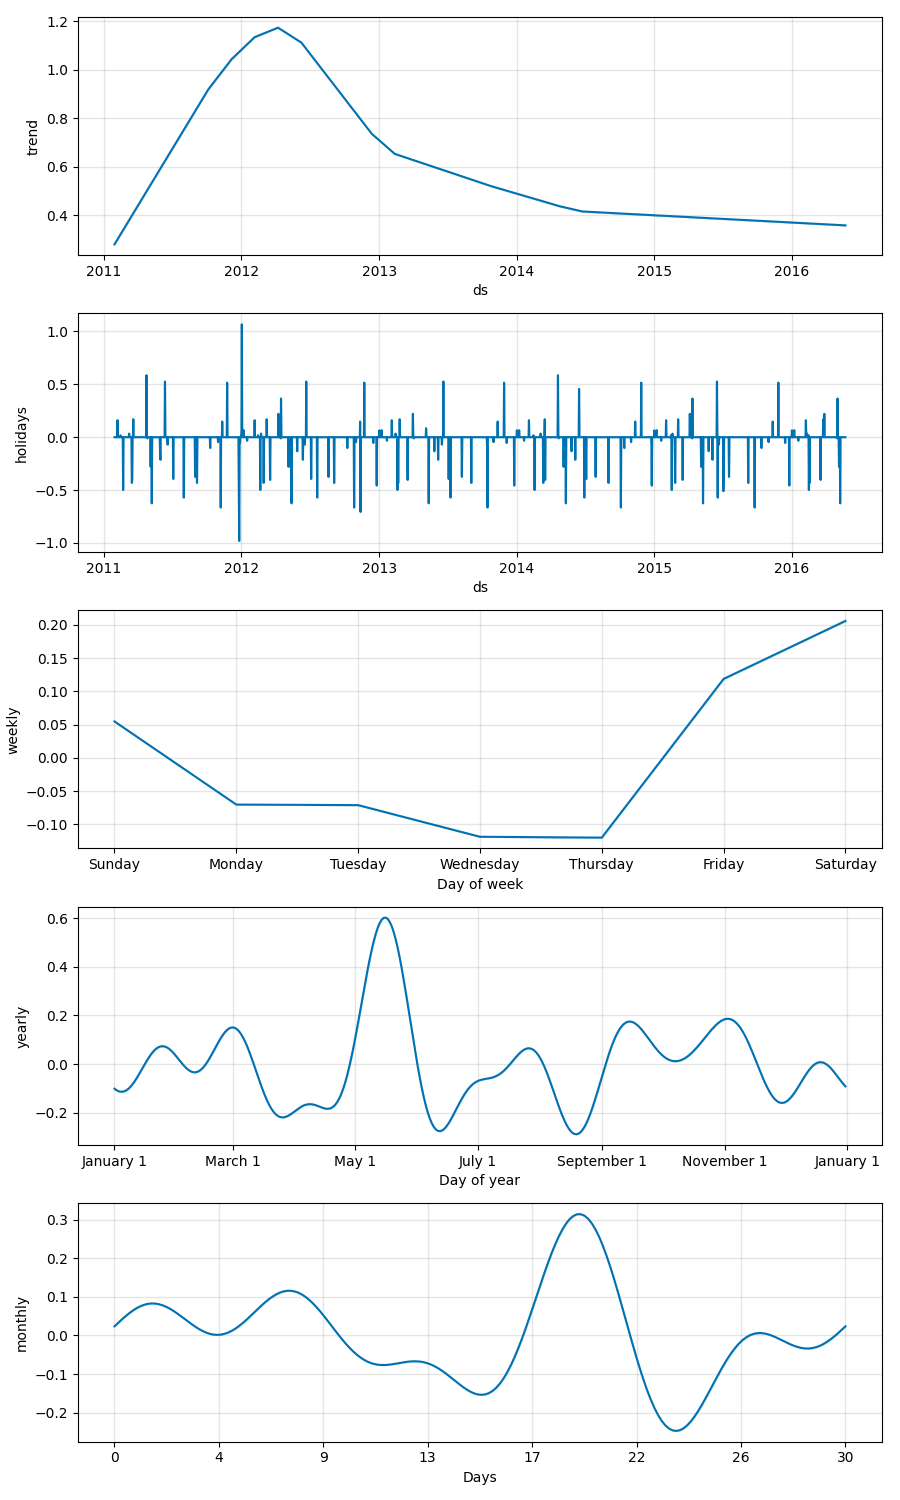 1.2
1.0
0.8
0.6
0.4
trend
2011 2012 2013 2014 2015 2016
ds
1.0
0.5
0.0
−0.5
−1.0
holidays
2011 2012 2013 2014 2015 2016
ds
0.20
0.15
0.10
0.05
0.00
−0.05
−0.10
weekly
Sunday Monday Tuesday Wednesday Thursday Friday Saturday
Day of week
0.6
0.4
0.2
0.0
−0.2
yearly
January 1 March 1 May 1 July 1 September 1 November 1 January 1
Day of year
0.3
0.2
0.1
0.0
−0.1
−0.2
monthly
0 4 9 13 17 22 26 30
Days